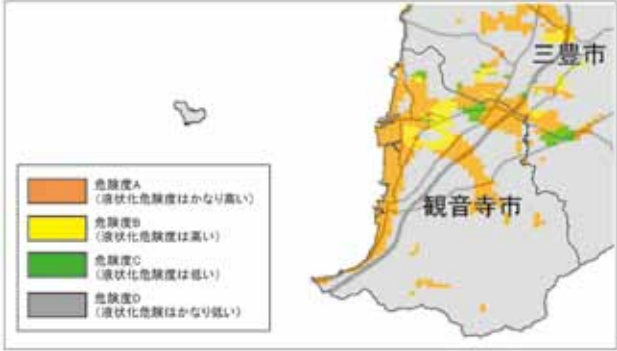 三豊市
観音寺市
危険度A
(液状化危険度はかなり高い)
危険度B
(液状化危険度は高い)
危険度C
(液状化危険度は低い)
危険度D
(液状化危険はかなり低い)